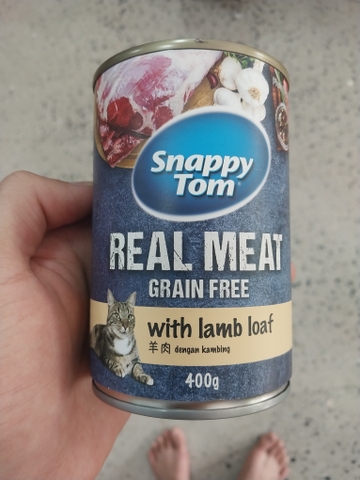 Snappy
Tom
REAL MEAT
GRAIN FREE
with lamb loaf
羊肉 dengan kambing
400g